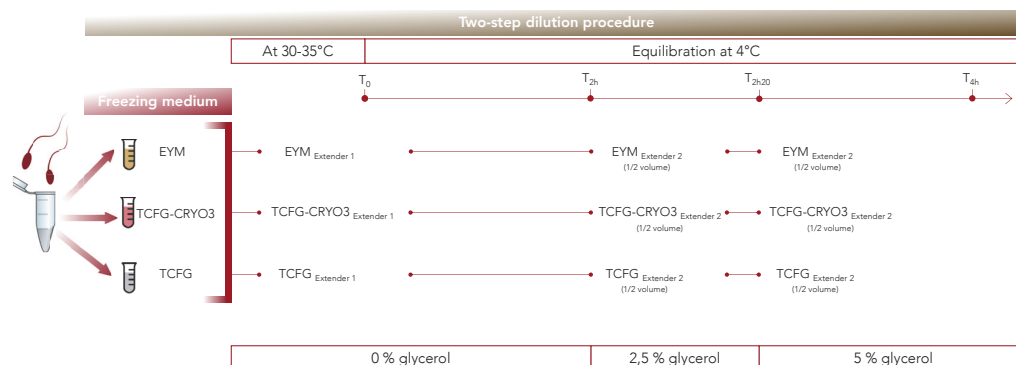 Two-step dilution procedure
At 30-35°C
Equilibration at 4°C
T0
T2h
T2h20
T4h
Freezing medium
EYM
EYM Extender 1
EYM Extender 2
(1/2 volume)
EYM Extender 2
(1/2 volume)
TCFG-CRYO3
TCFG-CRYO3 Extender 1
TCFG-CRYO3 Extender 2
(1/2 volume)
TCFG-CRYO3 Extender 2
(1/2 volume)
TCFG
TCFG Extender 1
TCFG Extender 2
(1/2 volume)
TCFG Extender 2
(1/2 volume)
0 % glycerol
2,5 % glycerol
5 % glycerol